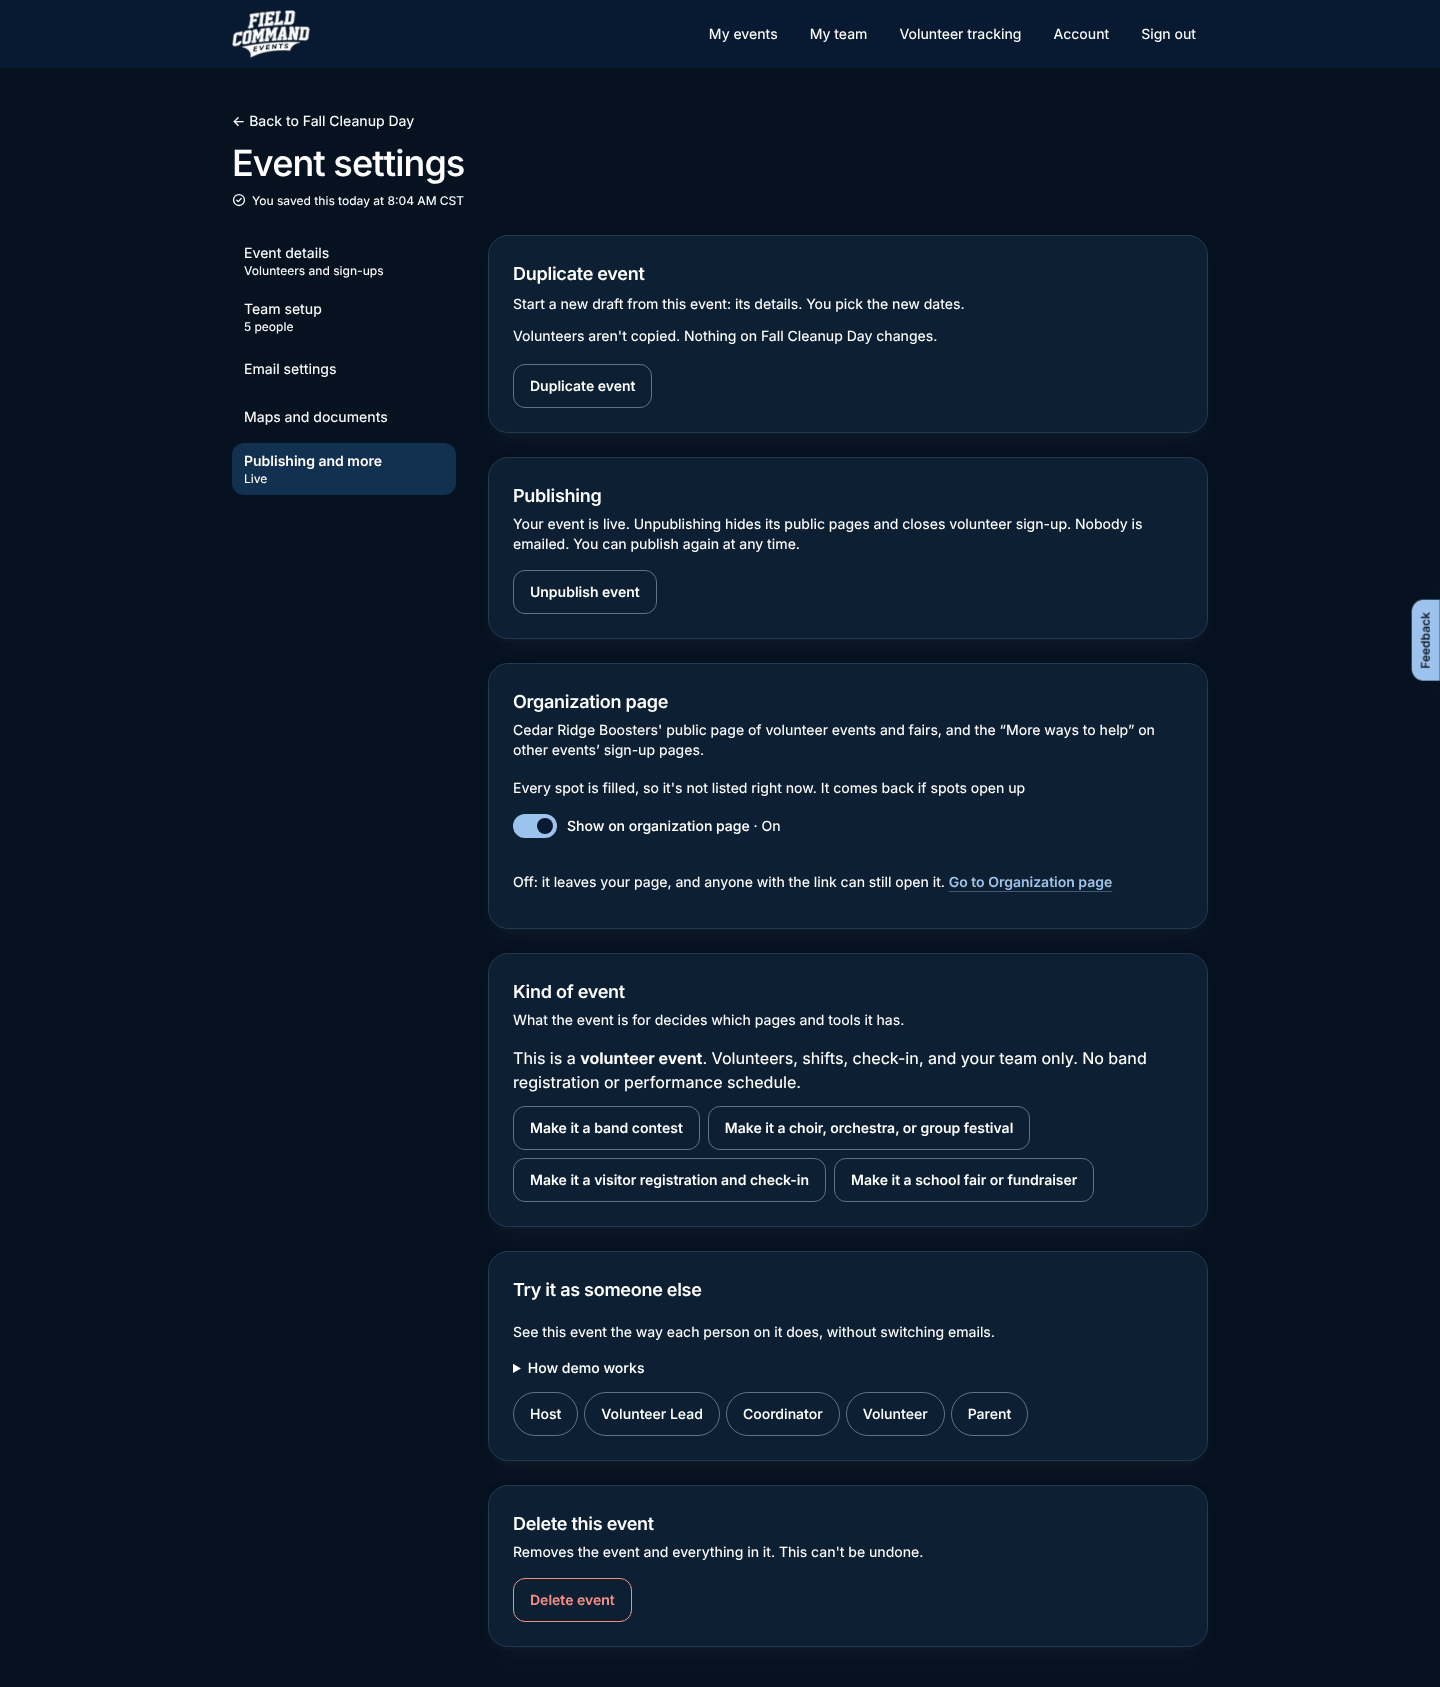 FIELD
COMMAND
EVENTS
My events
My team
Volunteer tracking
Account
Sign out
← Back to Fall Cleanup Day
Event settings
You saved this today at 8:04 AM CST
Event details
Volunteers and sign-ups
Team setup
5 people
Email settings
Maps and documents
Publishing and more
Live
Duplicate event
Start a new draft from this event: its details. You pick the new dates.
Volunteers aren't copied. Nothing on Fall Cleanup Day changes.
Duplicate event
Publishing
Your event is live. Unpublishing hides its public pages and closes volunteer sign-up. Nobody is
emailed. You can publish again at any time.
Unpublish event
Feedback
Organization page
Cedar Ridge Boosters' public page of volunteer events and fairs, and the “More ways to help” on
other events’ sign-up pages.
Every spot is filled, so it's not listed right now. It comes back if spots open up
Show on organization page · On
Off: it leaves your page, and anyone with the link can still open it. Go to Organization page
Kind of event
What the event is for decides which pages and tools it has.
This is a volunteer event. Volunteers, shifts, check-in, and your team only. No band
registration or performance schedule.
Make it a band contest
Make it a choir, orchestra, or group festival
Make it a visitor registration and check-in
Make it a school fair or fundraiser
Try it as someone else
See this event the way each person on it does, without switching emails.
How demo works
Host
Volunteer Lead
Coordinator
Volunteer
Parent
Delete this event
Removes the event and everything in it. This can't be undone.
Delete event